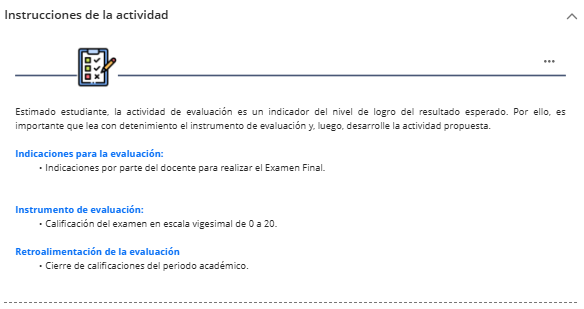 Instrucciones de la actividad
Estimado estudiante, la actividad de evaluación es un indicador del nivel de logro del resultado esperado. Por ello, es
importante que lea con detenimiento el instrumento de evaluación y, luego, desarrolle la actividad propuesta.
Indicaciones para la evaluación:
• Indicaciones por parte del docente para realizar el Examen Final.
Instrumento de evaluación:
• Calificación del examen en escala vigesimal de 0 a 20.
Retroalimentación de la evaluación
• Cierre de calificaciones del periodo académico.